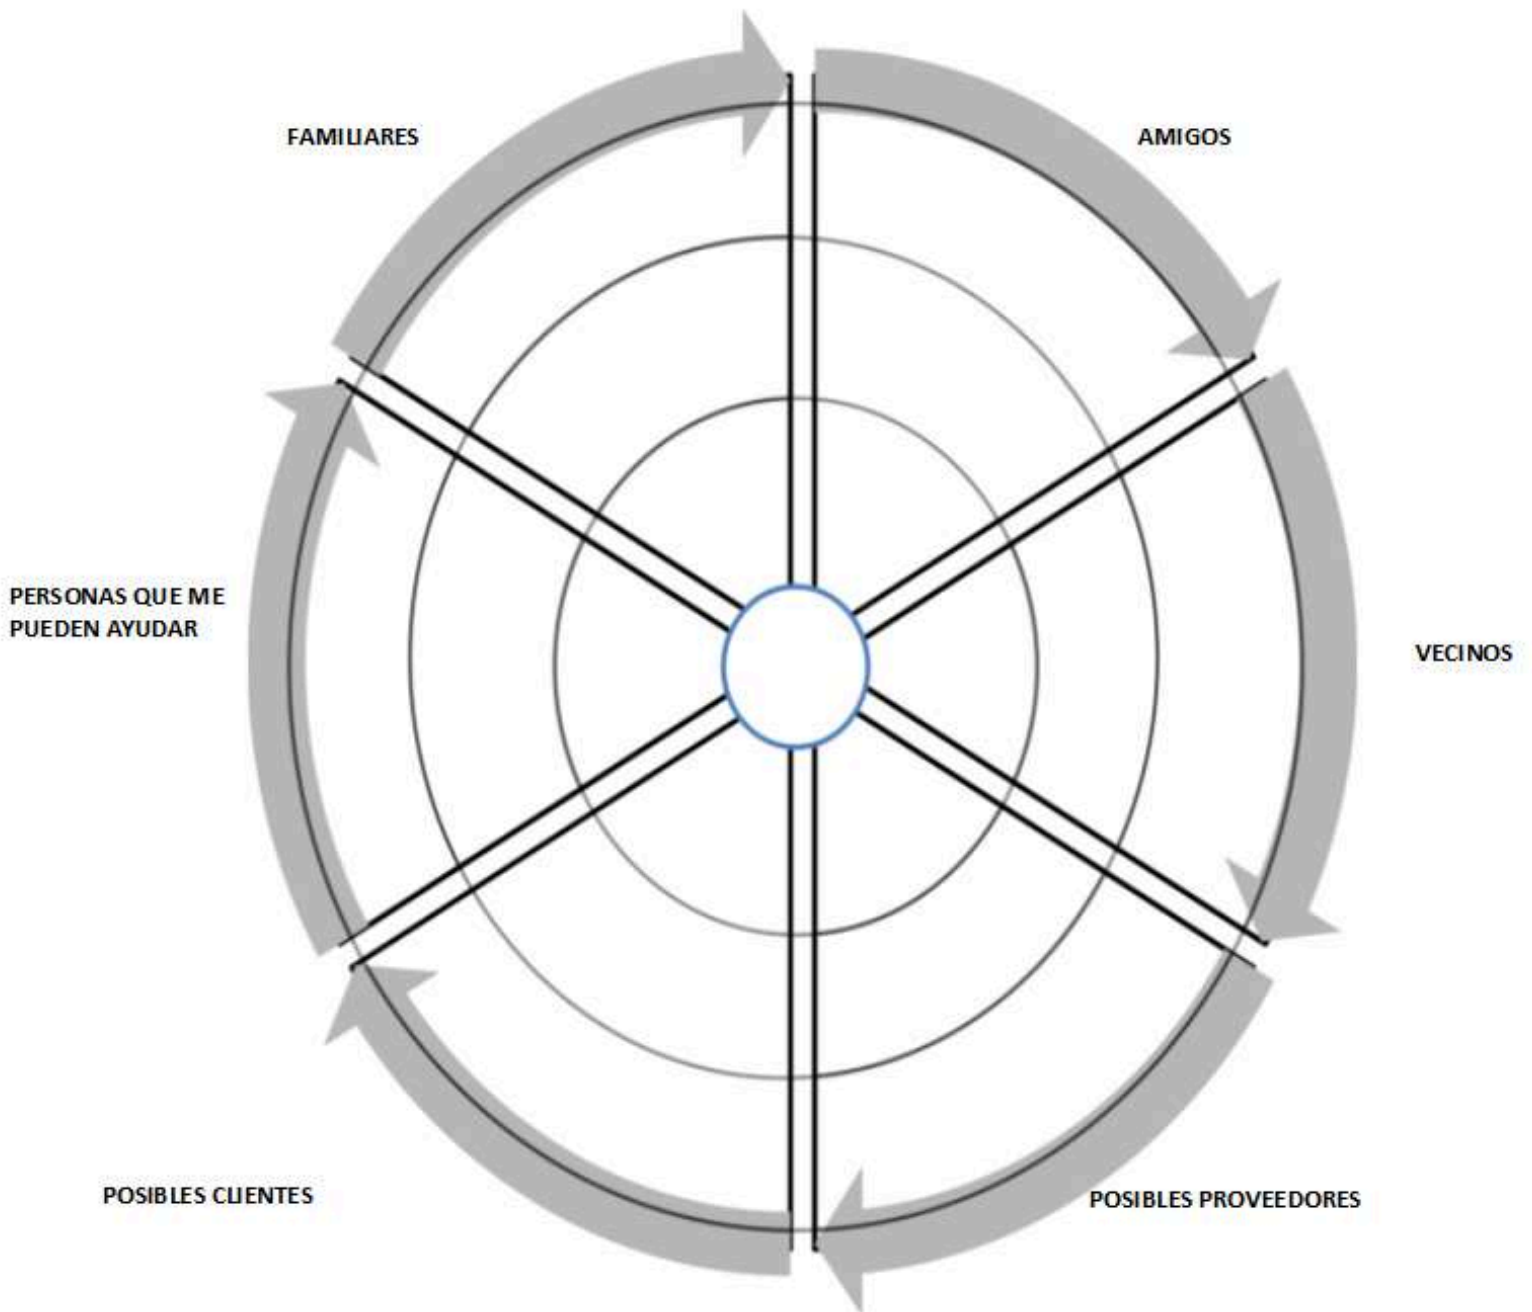 FAMILIARES
AMIGOS
PERSONAS QUE ME
PUEDEN AYUDAR
VECINOS
POSIBLES CLIENTES
POSIBLES PROVEEDORES